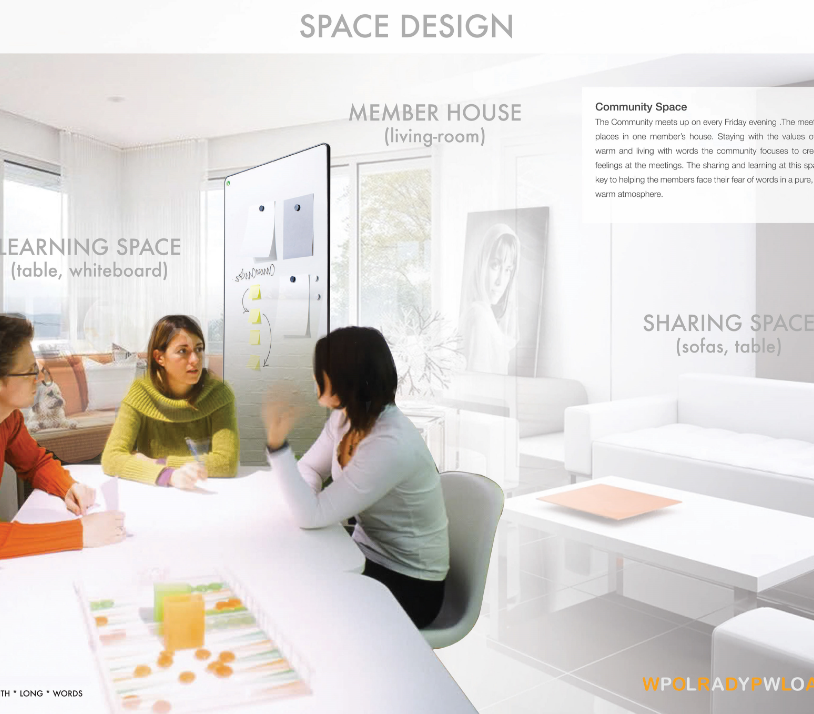 SPACE DESIGN
MEMBER HOUSE
(living-room)
Community Space
The Community meets up on every Friday evening .The meet
places in one member's house. Staying with the values o
warm and living with words the community focuses to cre
feelings at the meetings. The sharing and learning at this spa
key to helping the members face their fear of words in a pure,
warm atmosphere.
LEARNING SPACE
(table, whiteboard)
SHARING SPACE
(sofas, table)
TH * LONG * WORDS
WPOLRADYPWLOA